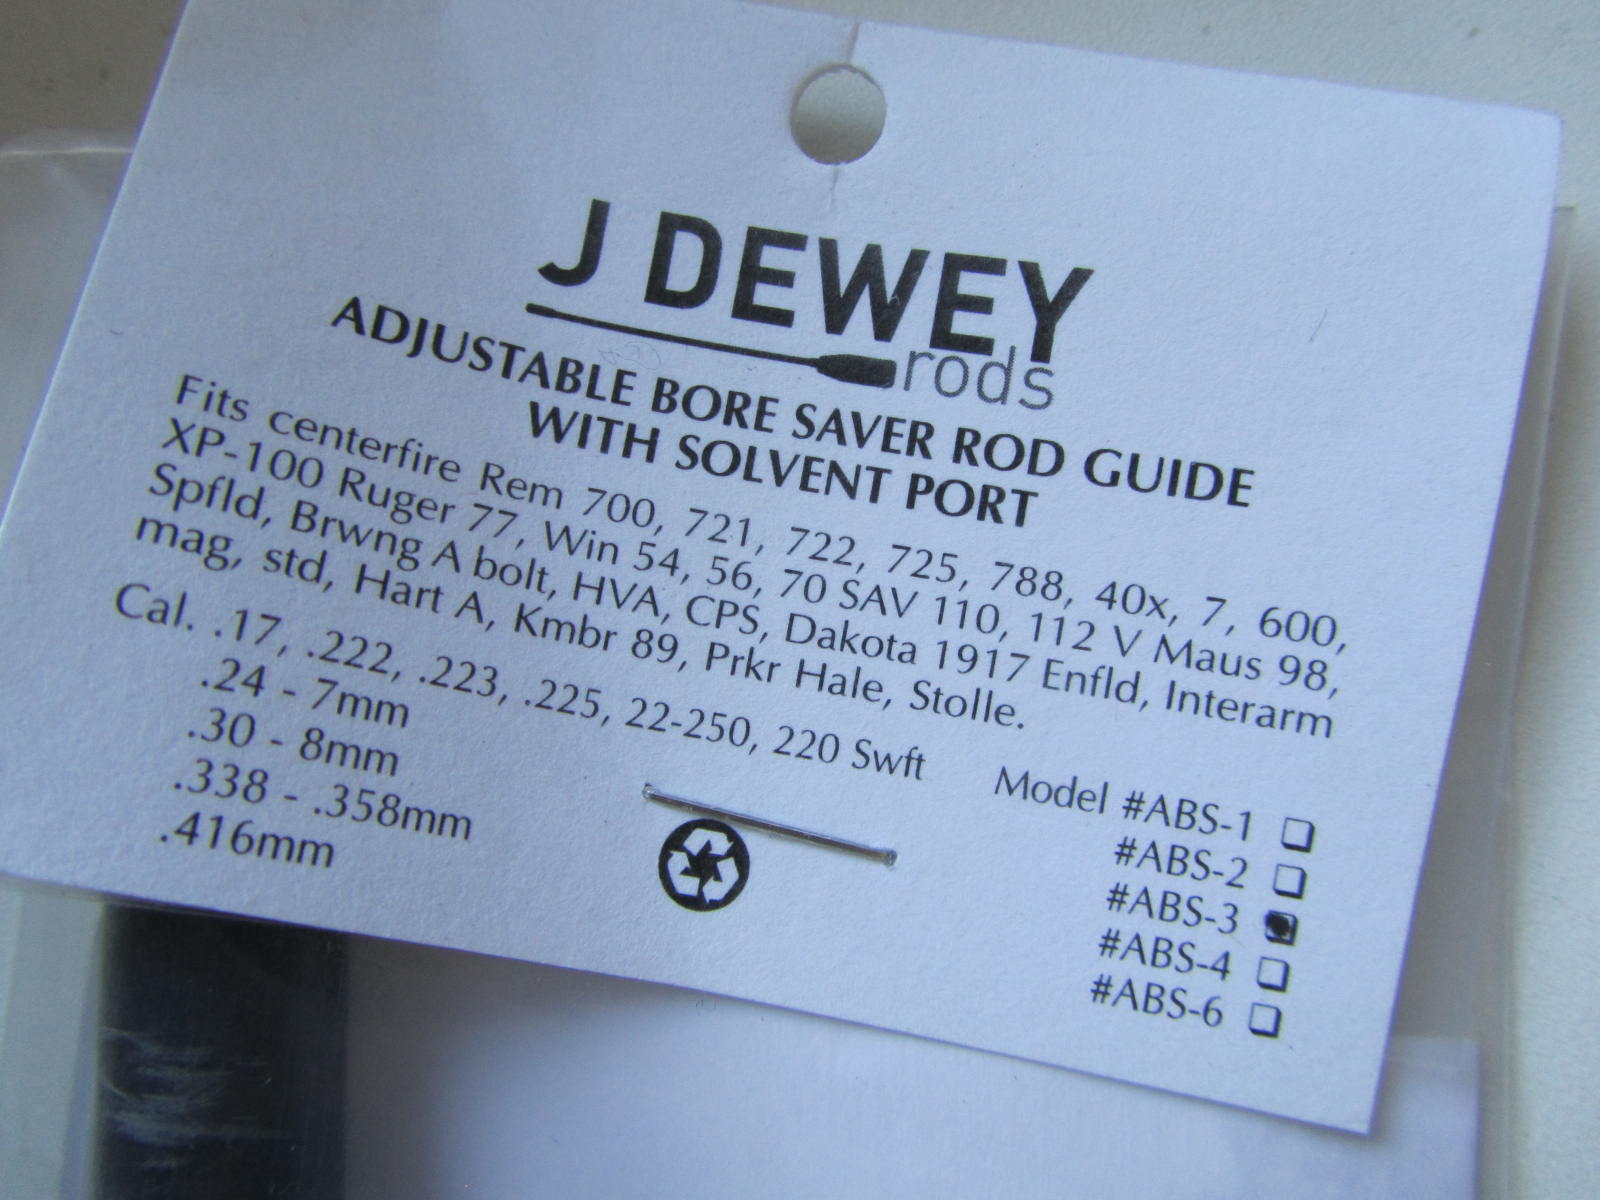 J DEWEY
rods
ADJUSTABLE BORE SAVER ROD GUIDE
WITH SOLVENT PORT
Fits centerfire Rem 700, 721, 722, 725, 788, 40x, 7, 600,
XP-100 Ruger 77, Win 54, 56, 70 SAV 110, 112 V Maus 98,
Spfld, Brwng A bolt, HVA, CPS, Dakota 1917 Enfld, Interarm
mag, std, Hart A, Kmbr 89, Prkr Hale, Stolle.
Cal. .17, .222, .223, .225, 22-250, 220 Swft Model #ABS-1
.24 - 7mm #ABS-2
.30 - 8mm #ABS-3
.338 - .358mm #ABS-4
.416mm #ABS-6